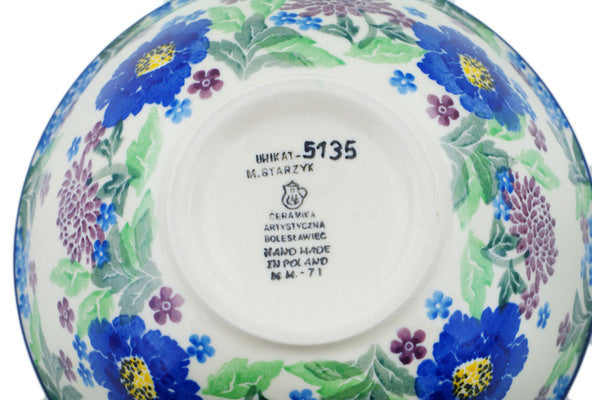 UNIKAT-5135
M.STARZYK
CERAMIKA
ARTYSTYCZNA
BOLESŁAWIEC
HAND MADE
IN POLAND
M.M.-71